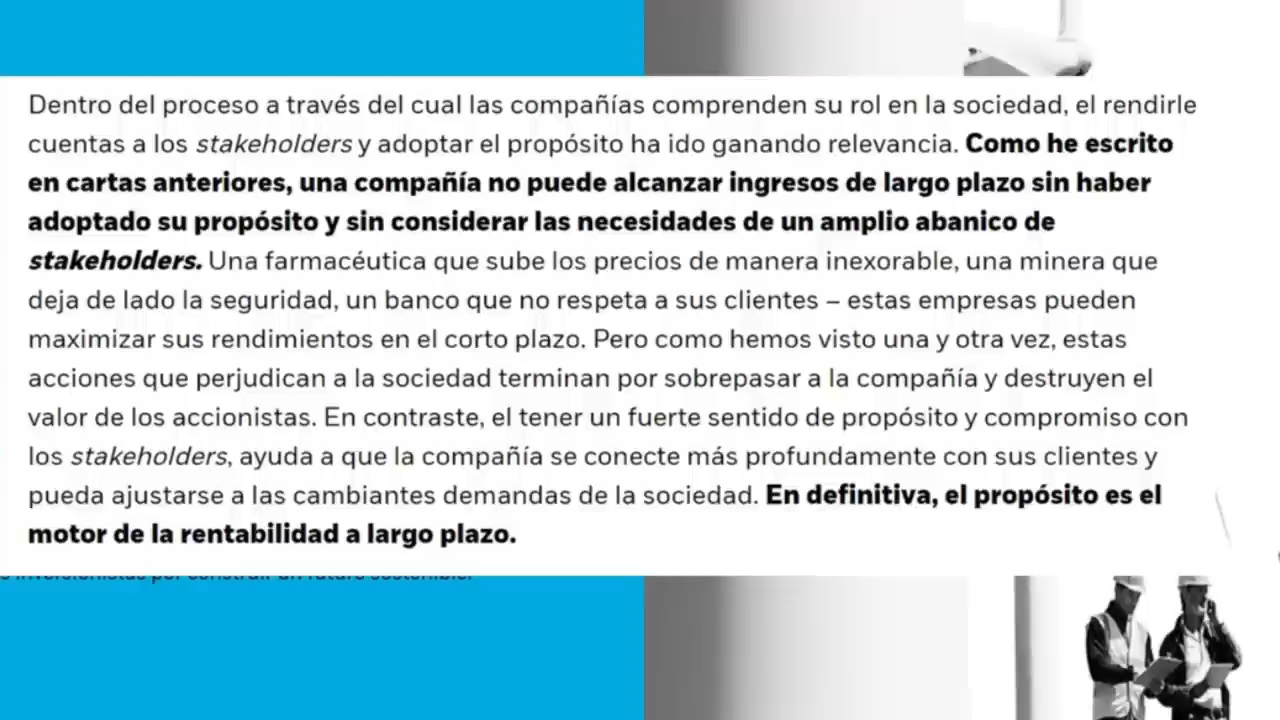 Dentro del proceso a través del cual las compañías comprenden su rol en la sociedad, el rendirle
cuentas a los stakeholders y adoptar el propósito ha ido ganando relevancia. Como he escrito
en cartas anteriores, una compañía no puede alcanzar ingresos de largo plazo sin haber
adoptado su propósito y sin considerar las necesidades de un amplio abanico de
stakeholders. Una farmacéutica que sube los precios de manera inexorable, una minera que
deja de lado la seguridad, un banco que no respeta a sus clientes – estas empresas pueden
maximizar sus rendimientos en el corto plazo. Pero como hemos visto una y otra vez, estas
acciones que perjudican a la sociedad terminan por sobrepasar a la compañía y destruyen el
valor de los accionistas. En contraste, el tener un fuerte sentido de propósito y compromiso con
los stakeholders, ayuda a que la compañía se conecte más profundamente con sus clientes y
pueda ajustarse a las cambiantes demandas de la sociedad. En definitiva, el propósito es el
motor de la rentabilidad a largo plazo.